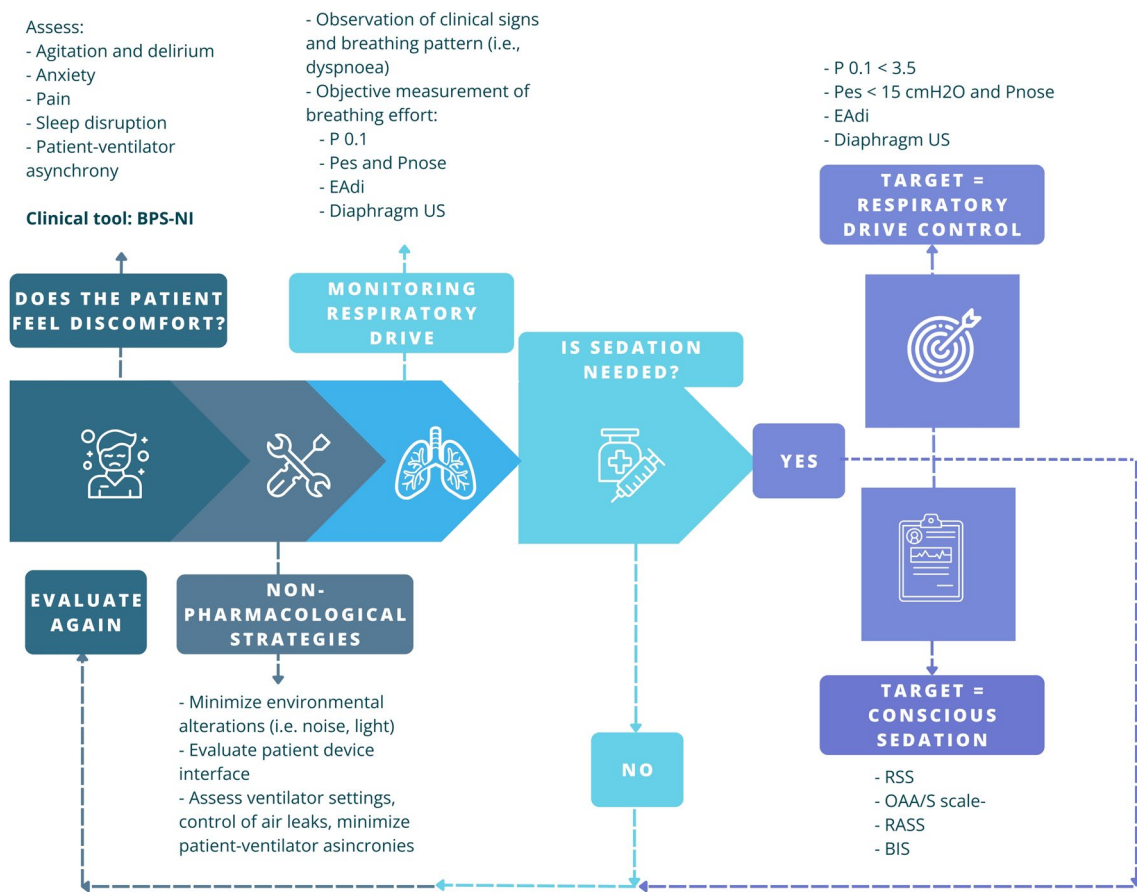 Assess:
- Agitation and delirium
- Anxiety
- Pain
- Sleep disruption
- Patient-ventilator
asynchrony
Clinical tool: BPS-NI
DOES THE PATIENT
FEEL DISCOMFORT?
- Observation of clinical signs
and breathing pattern (i.e.,
dyspnoea)
- Objective measurement of
breathing effort:
- P 0.1
- Pes and Pnose
- EAdi
- Diaphragm US
MONITORING
RESPIRATORY
DRIVE
IS SEDATION
NEEDED?
- P 0.1 < 3.5
- Pes < 15 cmH2O and Pnose
- EAdi
- Diaphragm US
TARGET =
RESPIRATORY
DRIVE CONTROL
YES
EVALUATE
AGAIN
NON-
PHARMACOLOGICAL
STRATEGIES
- Minimize environmental
alterations (i.e. noise, light)
- Evaluate patient device
interface
- Assess ventilator settings,
control of air leaks, minimize
patient-ventilator asincronies
NO
TARGET =
CONSCIOUS
SEDATION
- RSS
- OAA/S scale-
- RASS
- BIS